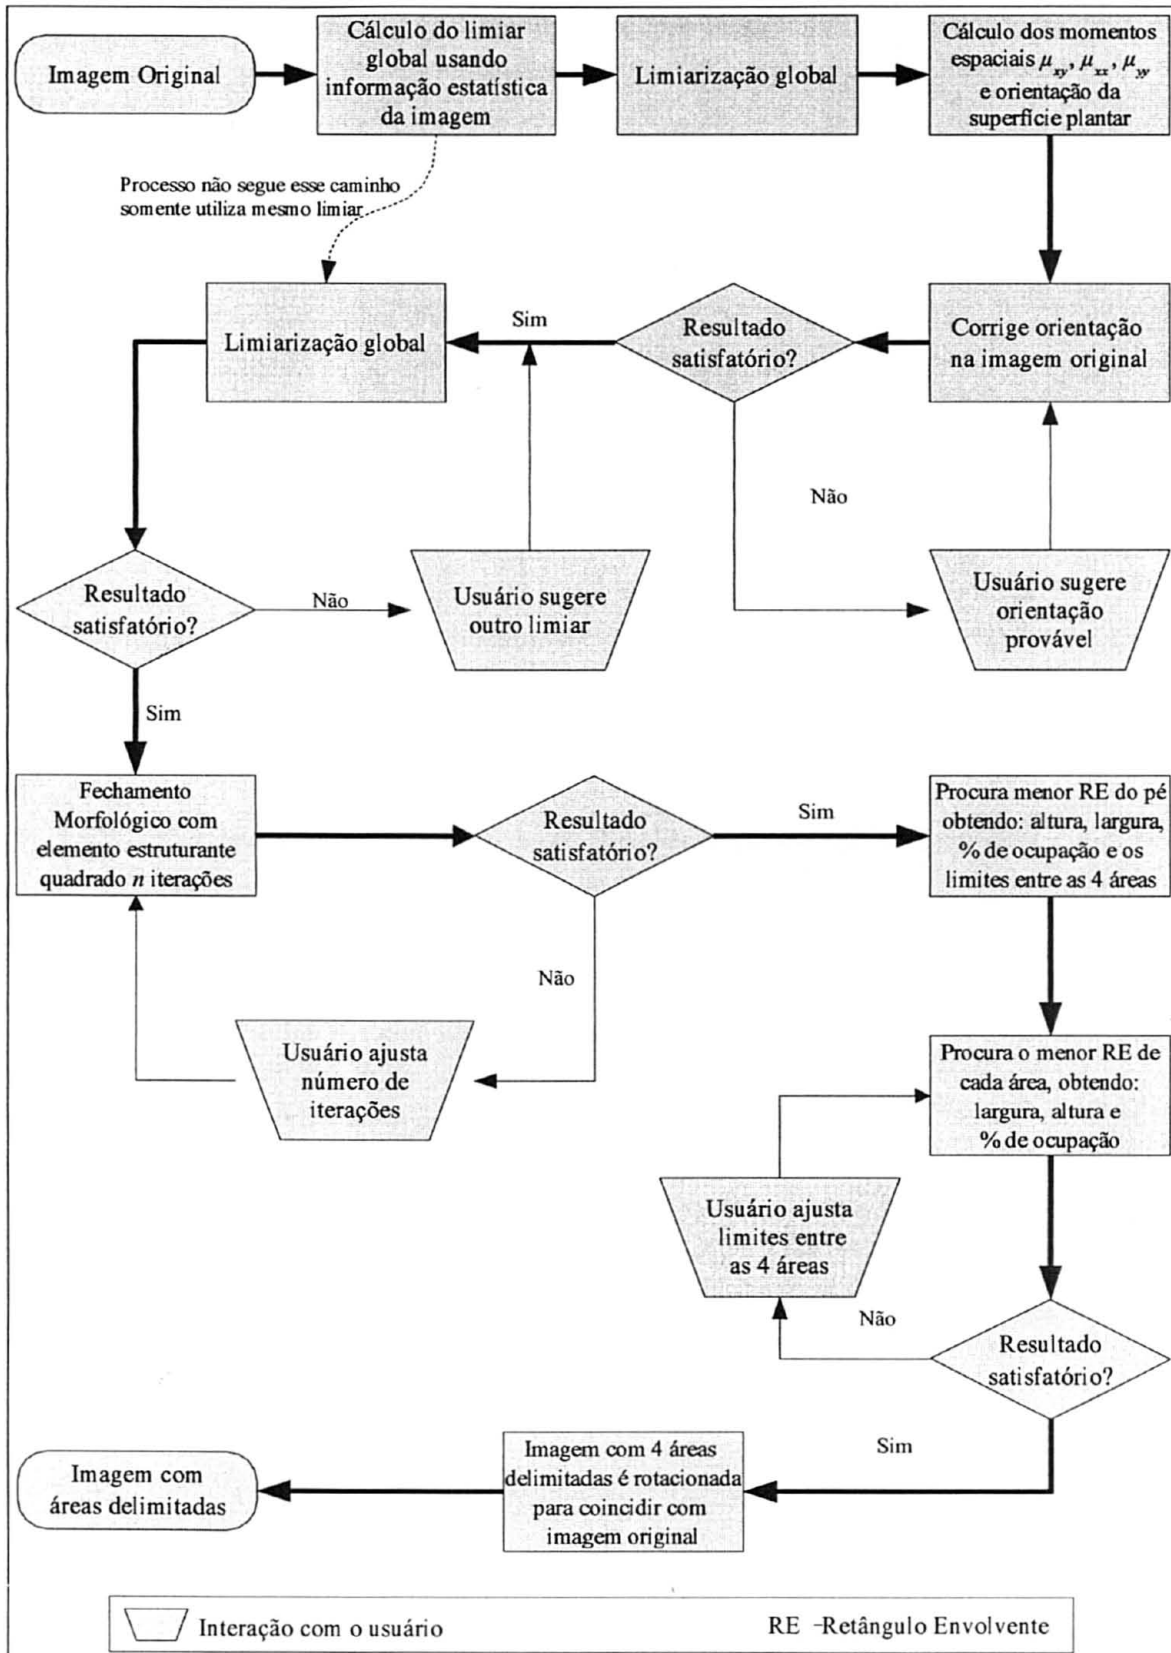 Imagem Original
Cálculo do limiar
global usando
informação estatística
da imagem
Limiarização global
Cálculo dos momentos
espaciais μxy, μxx, μyy
e orientação da
superfície plantar
Processo não segue esse caminho
somente utiliza mesmo limiar
Limiarização global
Sim
Resultado
satisfatório?
Corrige orientação
na imagem original
Não
Resultado
satisfatório?
Não
Usuário sugere
outro limiar
Usuário sugere
orientação
provável
Sim
Fechamento
Morfológico com
elemento estruturante
quadrado n iterações
Resultado
satisfatório?
Sim
Procura menor RE do pé
obtendo: altura, largura,
% de ocupação e os
limites entre as 4 áreas
Não
Usuário ajusta
número de
iterações
Procura o menor RE de
cada área, obtendo:
largura, altura e
% de ocupação
Usuário ajusta
limites entre
as 4 áreas
Não
Resultado
satisfatório?
Sim
Imagem com 4 áreas
delimitadas é rotacionada
para coincidir com
imagem original
Imagem com
áreas delimitadas
Interação com o usuário
RE -Retângulo Envolvente